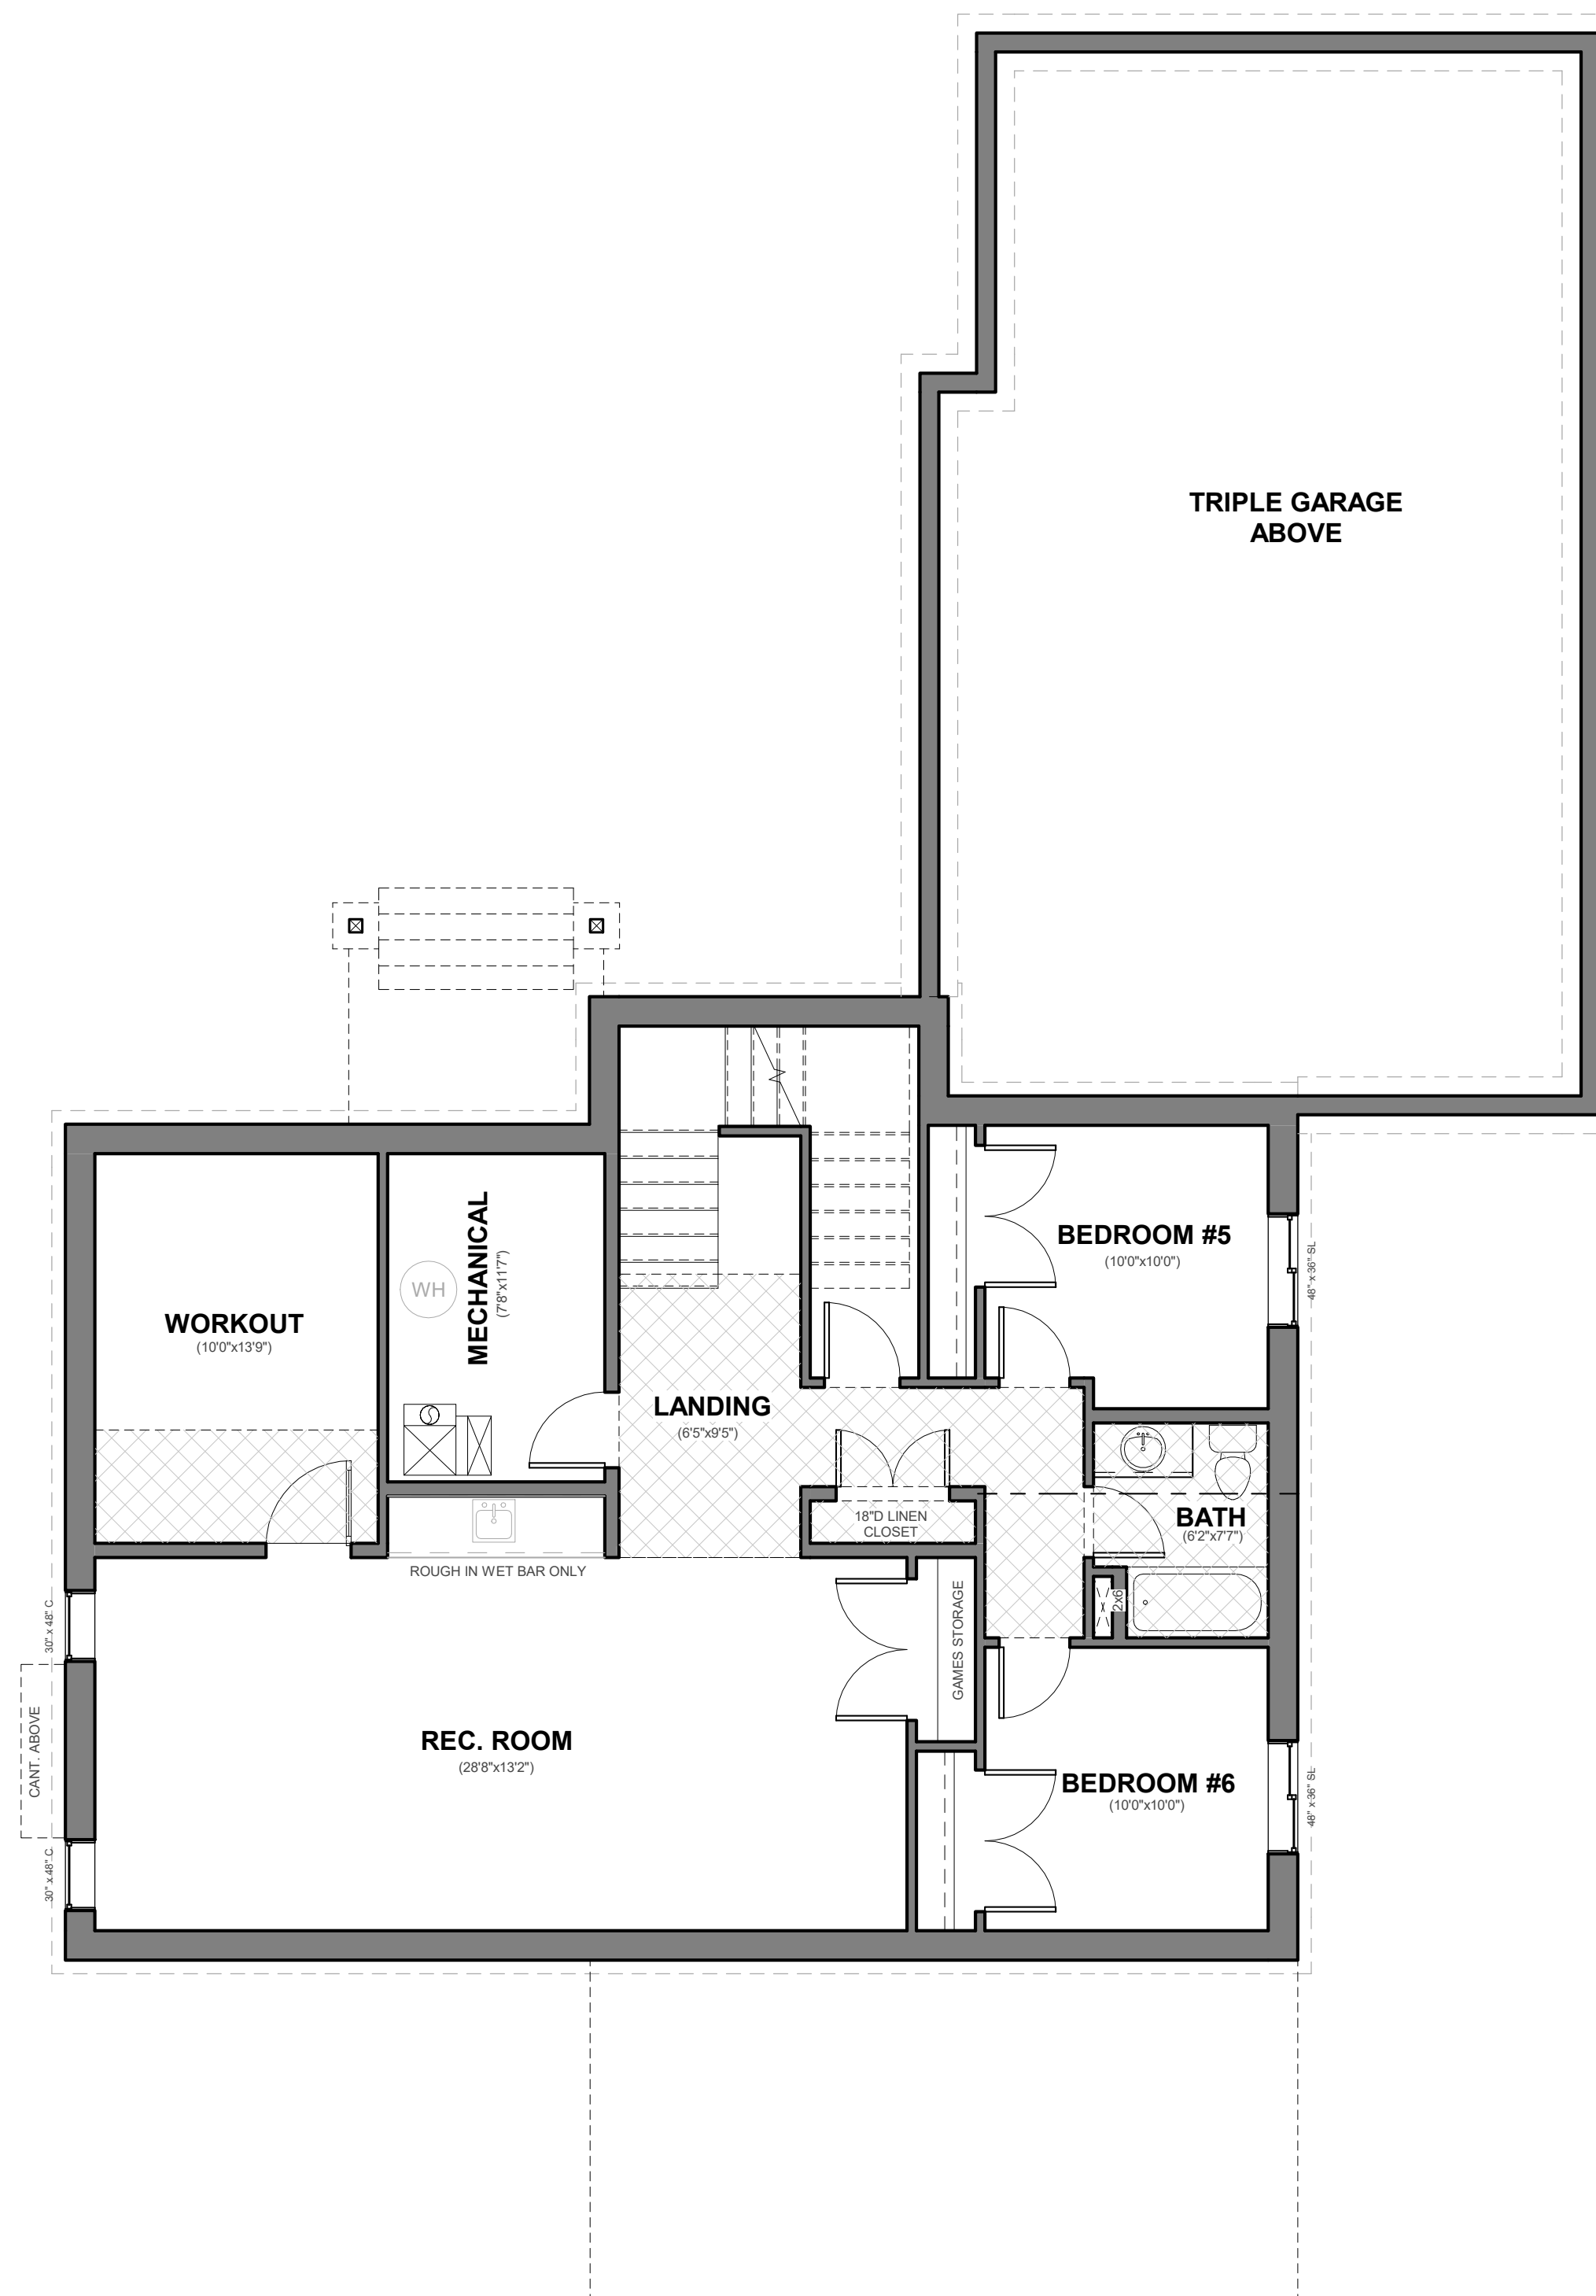 TRIPLE GARAGE
ABOVE
BEDROOM #5
(10'0"x10'0")
48" x 36" SL
MECHANICAL
(7'8"x11'7")
WH
WORKOUT
(10'0"x13'9")
LANDING
(6'5"x9'5")
18"D LINEN
CLOSET
BATH
(6'2"x7'7")
2x6
ROUGH IN WET BAR ONLY
GAMES STORAGE
30" x 48" C
CANT. ABOVE
30" x 48" C
REC. ROOM
(28'8"x13'2")
BEDROOM #6
(10'0"x10'0")
48" x 36" SL